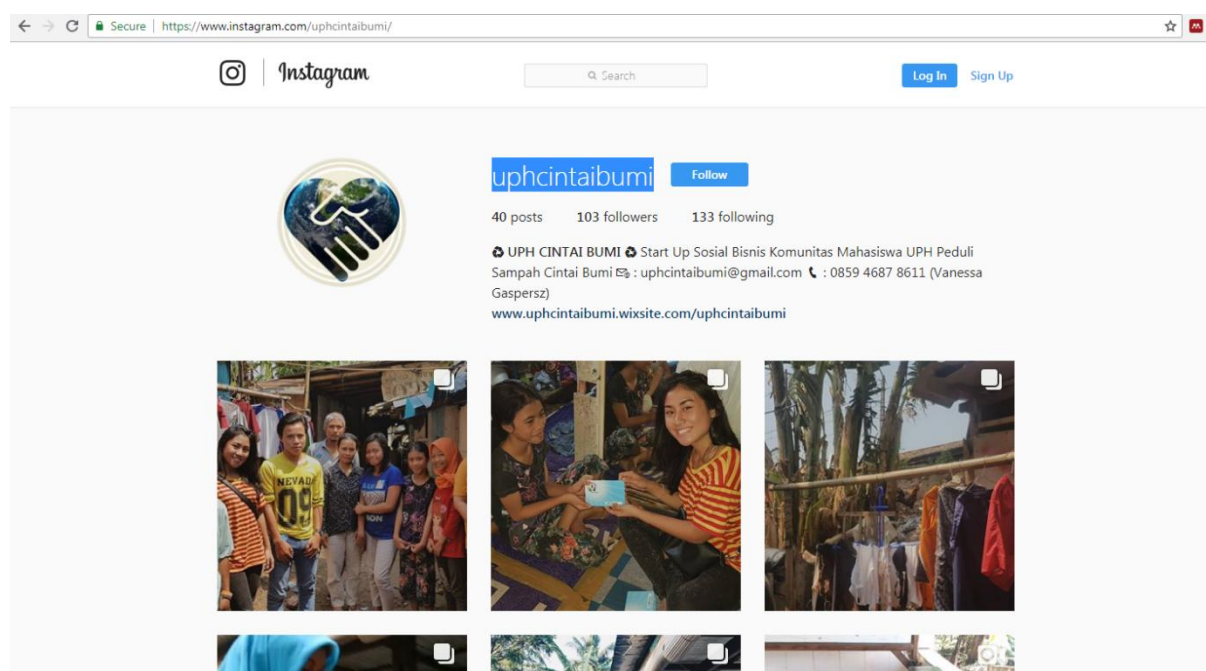 Secure | https://www.instagram.com/uphcintaibumi/
Instagram
Search
Log In
Sign Up
uphcintaibumi
Follow
40 posts 103 followers 133 following
♻ UPH CINTAI BUMI ♻ Start Up Sosial Bisnis Komunitas Mahasiswa UPH Peduli
Sampah Cintai Bumi 📧 : uphcintaibumi@gmail.com 📞 : 0859 4687 8611 (Vanessa
Gaspersz)
www.uphcintaibumi.wixsite.com/uphcintaibumi
NEVADA
09